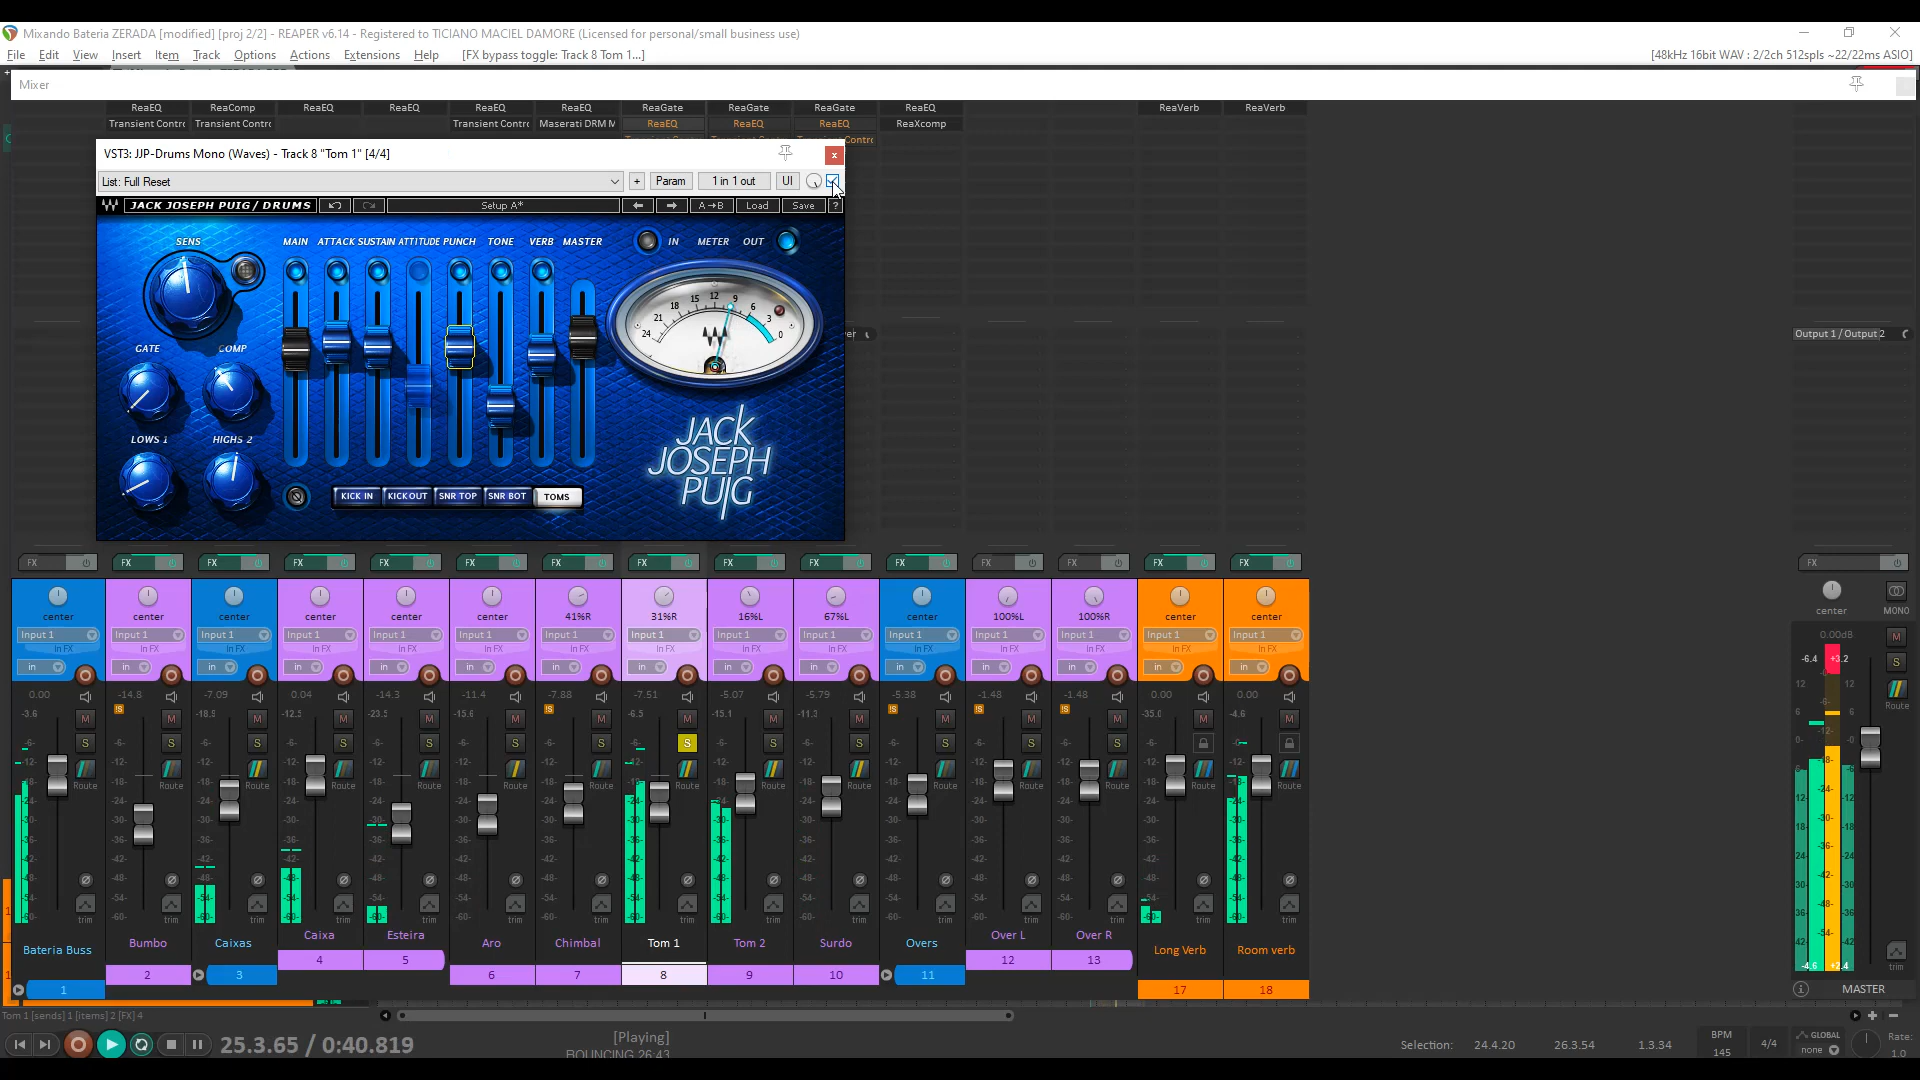 Mixando Bateria ZERADA [modified] [proj 2/2] - REAPER v6.14 - Registered to TICIANO MACIEL DAMORE (Licensed for personal/small business use)
File Edit View Insert Item Track Options Actions Extensions Help [FX bypass toggle: Track 8 Tom 1...] [48kHz 16bit WAV : 2/2ch 512spls ~22/22ms ASIO]
Mixer
ReaEQ ReaComp ReaEQ ReaEQ ReaEQ ReaEQ ReaGate ReaGate ReaGate ReaEQ ReaVerb ReaVerb
Transient Contro Transient Contro Transient Contro Maserati DRM M ReaEQ ReaEQ ReaEQ ReaXcomp
VST3: JJP-Drums Mono (Waves) - Track 8 "Tom 1" [4/4]
List: Full Reset + Param 1 in 1 out UI
JACK JOSEPH PUIG / DRUMS Setup A* A→B Load Save ?
SENS MAIN ATTACK SUSTAIN ATTITUDE PUNCH TONE VERB MASTER IN METER OUT
24 21 18 15 12 9 6 3 0
GATE COMP
LOWS 1 HIGHS 2
JACK
JOSEPH
PUIG
KICK IN KICK OUT SNR TOP SNR BOT TOMS
Output 1 / Output 2
FX FX FX FX FX FX FX FX FX FX FX FX FX FX FX FX
center center center center center center 41%R 31%R 16%L 67%L center 100%L 100%R center center center MONO
Input 1 Input 1 Input 1 Input 1 Input 1 Input 1 Input 1 Input 1 Input 1 Input 1 Input 1 Input 1 Input 1 Input 1 Input 1
In FX In FX In FX In FX In FX In FX In FX In FX In FX In FX In FX In FX In FX In FX In FX
in in in in in in in in in in in in in in in
0.00 -14.8 -7.09 0.04 -14.3 -11.4 -7.88 -7.51 -5.07 -5.79 -5.38 -1.48 -1.48 0.00 0.00 0.00dB
-3.6 -18.5 -12.5 -23.5 -15.6 -6.5 -15.1 -11.3 -35.0 -4.6 -6.4 +3.2
Route Route Route Route Route Route Route Route Route Route Route Route Route Route Route Route
trim trim trim trim trim trim trim trim trim trim trim trim trim trim trim trim
-4.6 +2.4
Bateria Buss Bumbo Caixas Caixa Esteira Aro Chimbal Tom 1 Tom 2 Surdo Overs Over L Over R Long Verb Room verb MASTER
1 2 3 4 5 6 7 8 9 10 11 12 13 17 18
Tom 1 [sends] 1 [items] 2 [FX] 4
25.3.65 / 0:40.819 [Playing] Selection: 24.4.20 26.3.54 1.3.34 BPM 145 4/4 GLOBAL none Rate: 1.0
BOUNCING 26:43